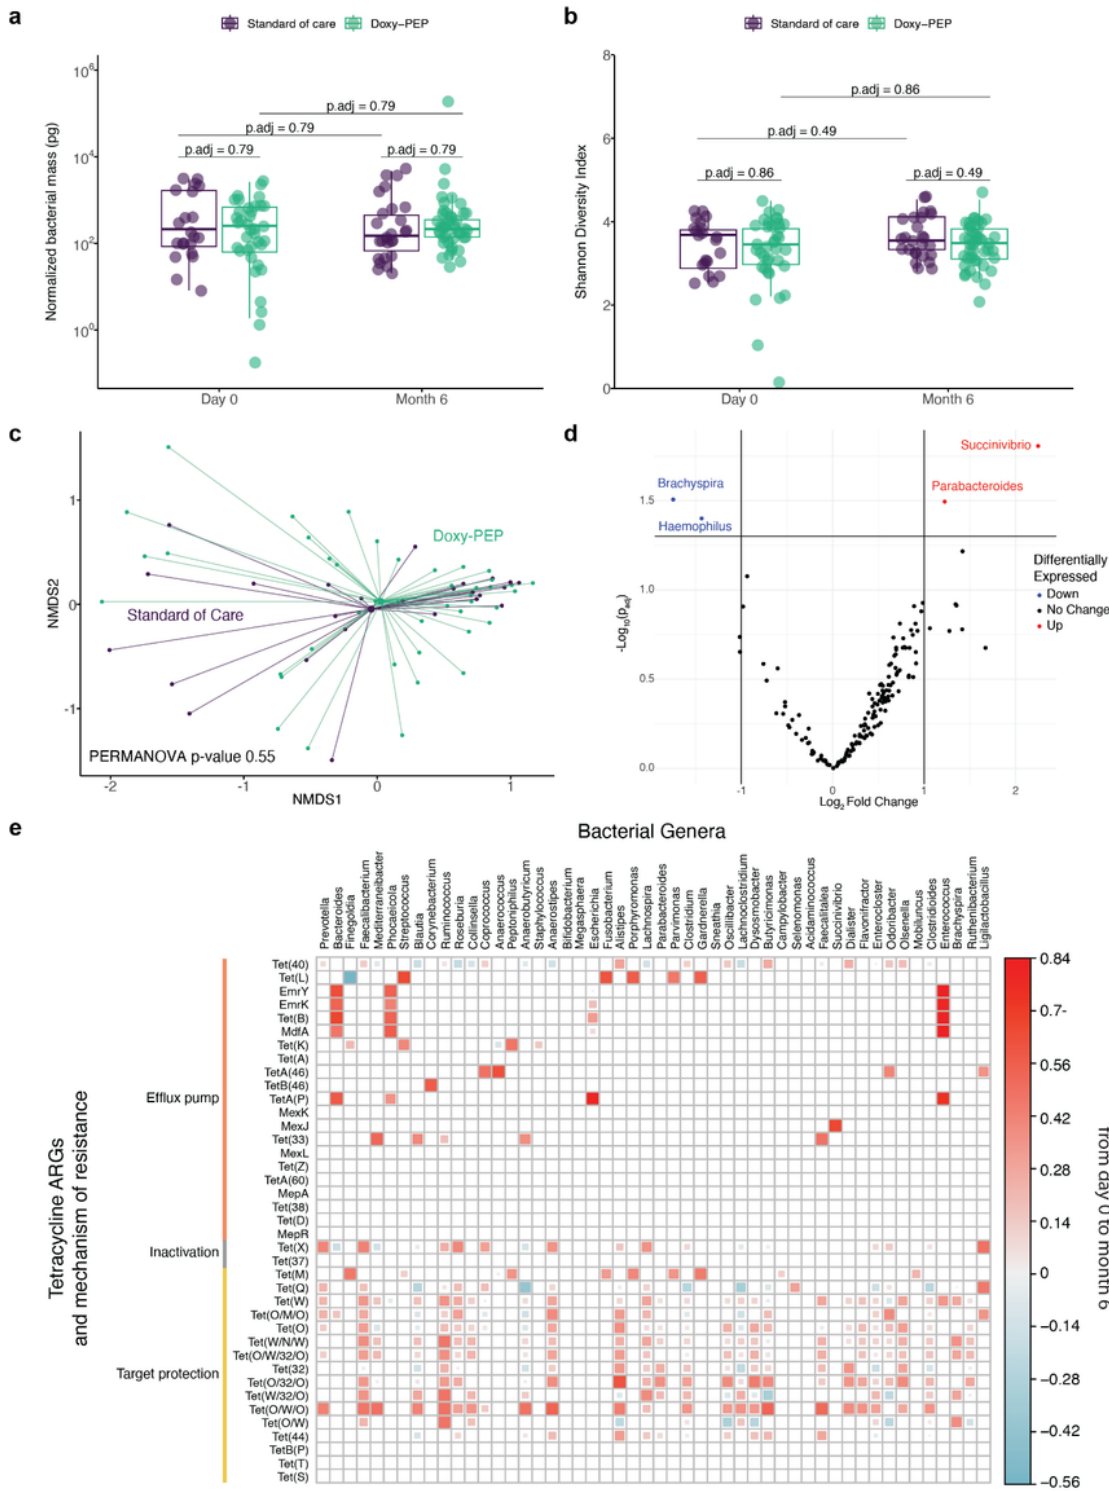 a
Standard of care Doxy-PEP
Normalized bacterial mass (pg)
10^6
10^4
10^2
10^0
p.adj = 0.79
p.adj = 0.79
p.adj = 0.79
p.adj = 0.79
Day 0
Month 6
b
Standard of care Doxy-PEP
Shannon Diversity Index
8
6
4
2
0
p.adj = 0.86
p.adj = 0.49
p.adj = 0.86
p.adj = 0.49
Day 0
Month 6
c
NMDS2
1
0
-1
Doxy-PEP
Standard of Care
PERMANOVA p-value 0.55
-2
-1
0
1
NMDS1
d
Succinivibrio
Brachyspira
Parabacteroides
Haemophilus
-Log10(Padj)
1.5
1.0
0.5
0.0
-1
0
1
2
Log2 Fold Change
Differentially
Expressed
Down
No Change
Up
e
Bacterial Genera
Prevotella
Bacteroides
Finegoldia
Faecalibacterium
Mediterraneibacter
Phocaeicola
Streptococcus
Blautia
Corynebacterium
Ruminococcus
Roseburia
Collinsella
Coprococcus
Anaerococcus
Peptoniphilus
Anaerobutyricum
Staphylococcus
Anaerostipes
Bifidobacterium
Megasphaera
Escherichia
Fusobacterium
Alistipes
Porphyromonas
Lachnospira
Parabacteroides
Parvimonas
Clostridium
Gardnerella
Sneathia
Oscillibacter
Lachnoclostridium
Dysosmobacter
Butyricimonas
Campylobacter
Selenomonas
Acidaminococcus
Faecalitalea
Succinivibrio
Dialister
Flavonifractor
Enterocloster
Odoribacter
Olsenella
Mobiluncus
Clostridioides
Enterococcus
Brachyspira
Ruthenibacterium
Ligilactobacillus
Tetracycline ARGs
and mechanism of resistance
Efflux pump
Inactivation
Target protection
Tet(40)
Tet(L)
EmrY
EmrK
Tet(B)
MdfA
Tet(K)
Tet(A)
TetA(46)
TetB(46)
TetA(P)
MexK
MexJ
Tet(33)
MexL
Tet(Z)
TetA(60)
MepA
Tet(38)
Tet(D)
MepR
Tet(X)
Tet(37)
Tet(M)
Tet(Q)
Tet(W)
Tet(O/M/O)
Tet(O)
Tet(W/N/W)
Tet(O/W/32/O)
Tet(32)
Tet(O/32/O)
Tet(W/32/O)
Tet(O/W/O)
Tet(O/W)
Tet(44)
TetB(P)
Tet(T)
Tet(S)
0.84
0.7-
0.56
0.42
0.28
0.14
0
-0.14
-0.28
-0.42
-0.56
from day 0 to month 6